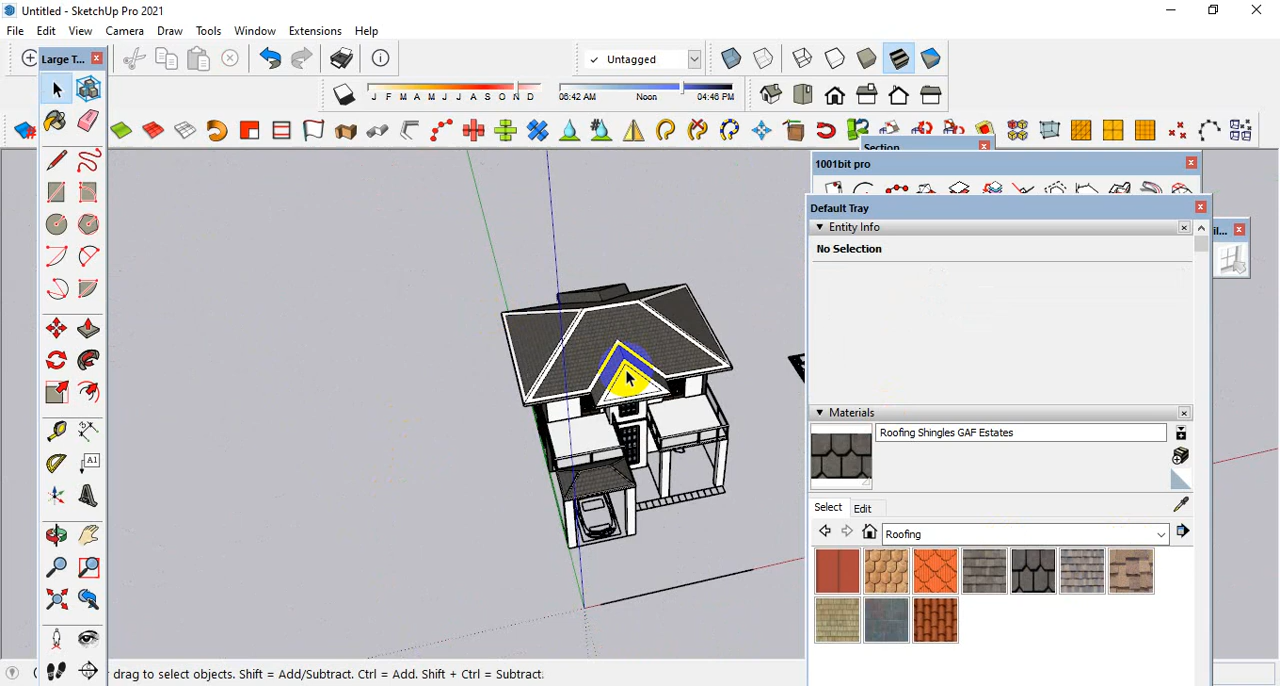 Untitled - SketchUp Pro 2021
File Edit View Camera Draw Tools Window Extensions Help
Large T...
Untagged
J F M A M J J A S O N D
06:42 AM Noon 04:46 PM
Section
1001bit pro
Default Tray
il...
Entity Info
No Selection
Materials
Roofing Shingles GAF Estates
Select Edit
Roofing
A1
drag to select objects. Shift = Add/Subtract. Ctrl = Add. Shift + Ctrl = Subtract.